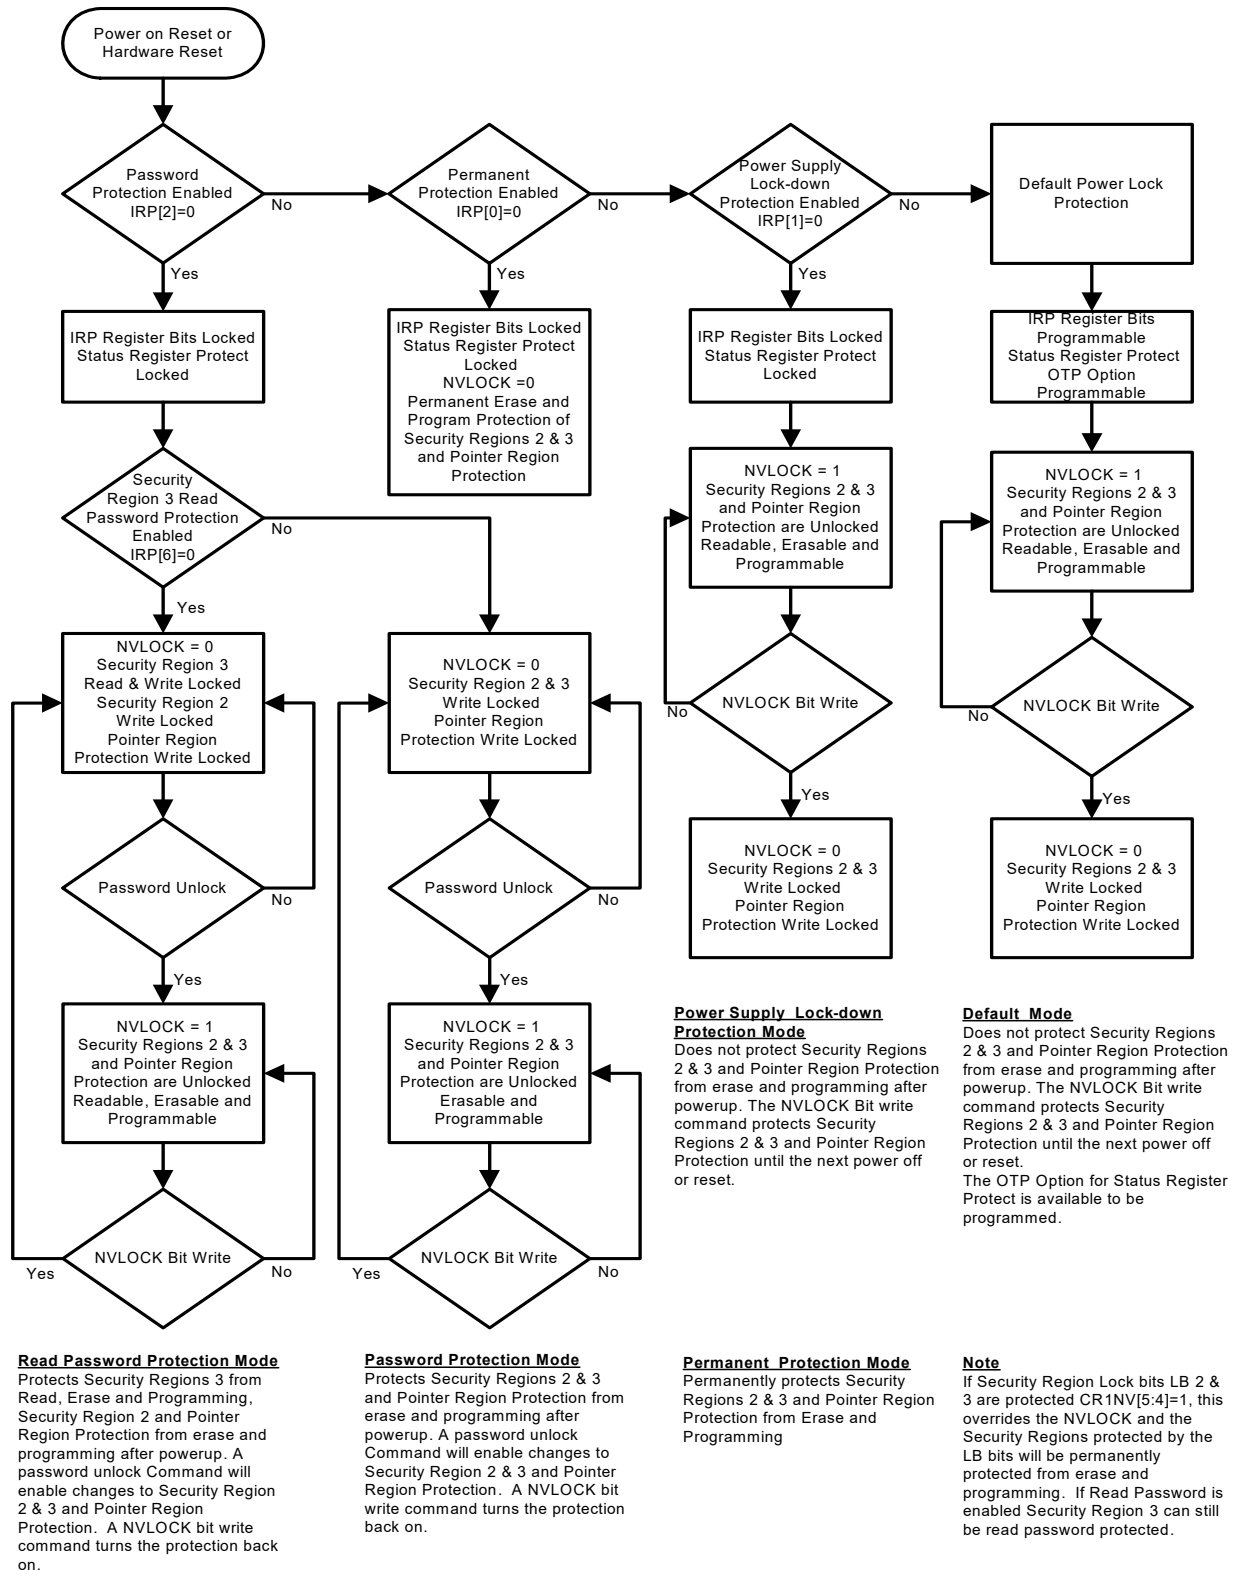 Power on Reset or
Hardware Reset
Password
Protection Enabled
IRP[2]=0
No
Yes
Permanent
Protection Enabled
IRP[0]=0
No
Yes
Power Supply
Lock-down
Protection Enabled
IRP[1]=0
No
Yes
Default Power Lock
Protection
IRP Register Bits Locked
Status Register Protect
Locked
IRP Register Bits Locked
Status Register Protect
Locked
NVLOCK =0
Permanent Erase and
Program Protection of
Security Regions 2 & 3
and Pointer Region
Protection
IRP Register Bits Locked
Status Register Protect
Locked
IRP Register Bits
Programmable
Status Register Protect
OTP Option
Programmable
Security
Region 3 Read
Password Protection
Enabled
IRP[6]=0
No
Yes
NVLOCK = 1
Security Regions 2 & 3
and Pointer Region
Protection are Unlocked
Readable, Erasable and
Programmable
NVLOCK = 1
Security Regions 2 & 3
and Pointer Region
Protection are Unlocked
Readable, Erasable and
Programmable
NVLOCK = 0
Security Region 3
Read & Write Locked
Security Region 2
Write Locked
Pointer Region
Protection Write Locked
NVLOCK = 0
Security Region 2 & 3
Write Locked
Pointer Region
Protection Write Locked
NVLOCK Bit Write
No
Yes
NVLOCK Bit Write
No
Yes
Password Unlock
No
Yes
Password Unlock
No
Yes
NVLOCK = 0
Security Regions 2 & 3
Write Locked
Pointer Region
Protection Write Locked
NVLOCK = 0
Security Regions 2 & 3
Write Locked
Pointer Region
Protection Write Locked
NVLOCK = 1
Security Regions 2 & 3
and Pointer Region
Protection are Unlocked
Readable, Erasable and
Programmable
NVLOCK = 1
Security Regions 2 & 3
and Pointer Region
Protection are Unlocked
Erasable and
Programmable
NVLOCK Bit Write
Yes
No
NVLOCK Bit Write
Yes
No
Power Supply Lock-down
Protection Mode
Does not protect Security Regions
2 & 3 and Pointer Region Protection
from erase and programming after
powerup. The NVLOCK Bit write
command protects Security
Regions 2 & 3 and Pointer Region
Protection until the next power off
or reset.
Default Mode
Does not protect Security Regions
2 & 3 and Pointer Region Protection
from erase and programming after
powerup. The NVLOCK Bit write
command protects Security
Regions 2 & 3 and Pointer Region
Protection until the next power off
or reset.
The OTP Option for Status Register
Protect is available to be
programmed.
Read Password Protection Mode
Protects Security Regions 3 from
Read, Erase and Programming,
Security Region 2 and Pointer
Region Protection from erase and
programming after powerup. A
password unlock Command will
enable changes to Security Region
2 & 3 and Pointer Region
Protection. A NVLOCK bit write
command turns the protection back
on.
Password Protection Mode
Protects Security Regions 2 & 3
and Pointer Region Protection from
erase and programming after
powerup. A password unlock
Command will enable changes to
Security Region 2 & 3 and Pointer
Region Protection. A NVLOCK bit
write command turns the protection
back on.
Permanent Protection Mode
Permanently protects Security
Regions 2 & 3 and Pointer Region
Protection from Erase and
Programming
Note
If Security Region Lock bits LB 2 &
3 are protected CR1NV[5:4]=1, this
overrides the NVLOCK and the
Security Regions protected by the
LB bits will be permanently
protected from erase and
programming. If Read Password is
enabled Security Region 3 can still
be read password protected.